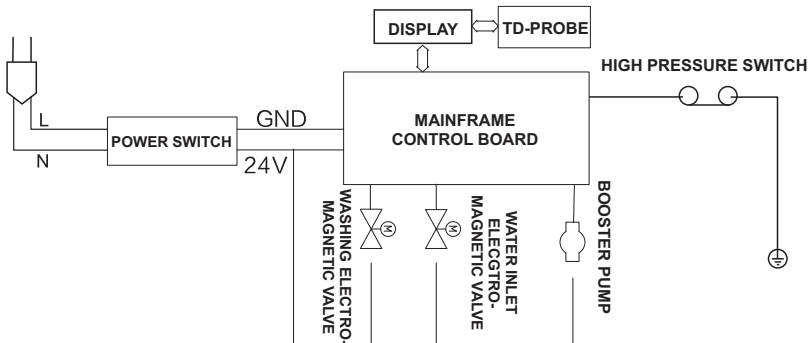 DISPLAY
TD-PROBE
HIGH PRESSURE SWITCH
MAINFRAME
CONTROL BOARD
L
N
POWER SWITCH
GND
24V
WASHING ELECTRO-
MAGNETIC VALVE
M
WATER INLET
ELECGTRO-
MAGNETIC VALVE
M
BOOSTER PUMP